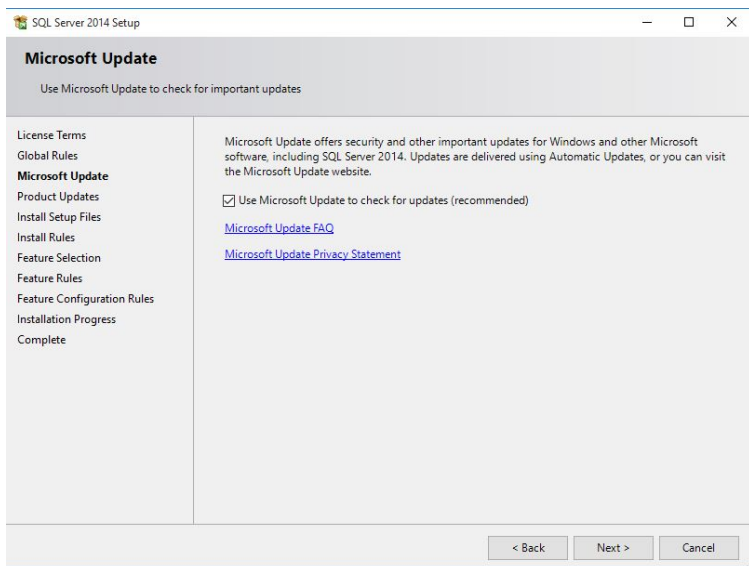 SQL Server 2014 Setup
Microsoft Update
Use Microsoft Update to check for important updates
License Terms
Global Rules
Microsoft Update
Product Updates
Install Setup Files
Install Rules
Feature Selection
Feature Rules
Feature Configuration Rules
Installation Progress
Complete
Microsoft Update offers security and other important updates for Windows and other Microsoft
software, including SQL Server 2014. Updates are delivered using Automatic Updates, or you can visit
the Microsoft Update website.
Use Microsoft Update to check for updates (recommended)
Microsoft Update FAQ
Microsoft Update Privacy Statement
< Back
Next >
Cancel